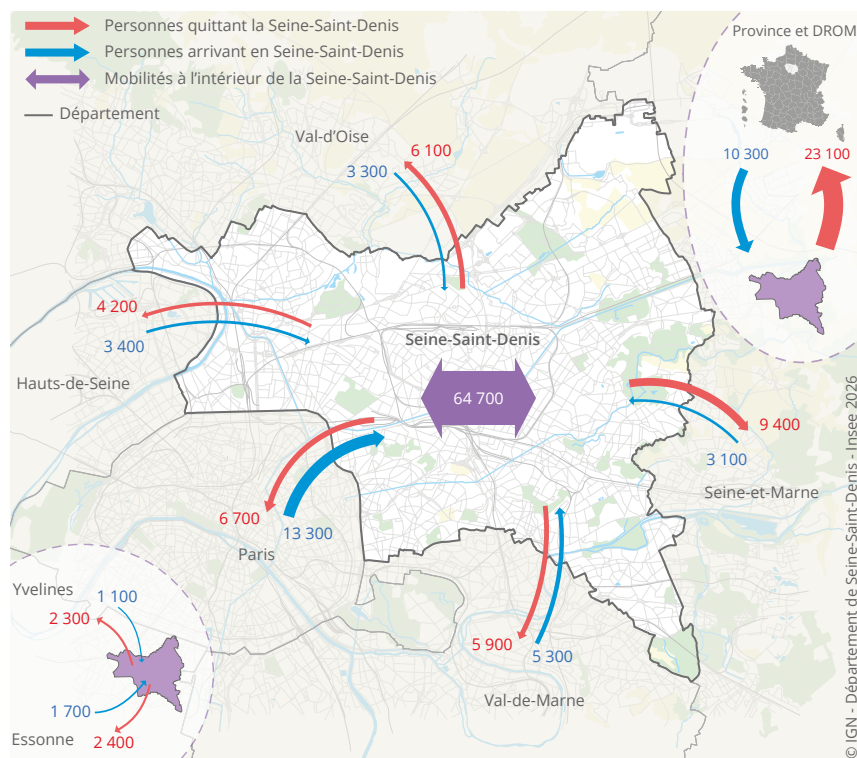 Personnes quittant la Seine-Saint-Denis
Personnes arrivant en Seine-Saint-Denis
Mobilités à l'intérieur de la Seine-Saint-Denis
Département
Province et DROM
10 300
23 100
Val-d'Oise
6 100
3 300
4 200
3 400
Hauts-de-Seine
Seine-Saint-Denis
64 700
9 400
3 100
Seine-et-Marne
6 700
13 300
Paris
5 900
5 300
Val-de-Marne
Yvelines
1 100
2 300
1 700
Essonne
2 400
© IGN - Département de Seine-Saint-Denis - Insee 2026